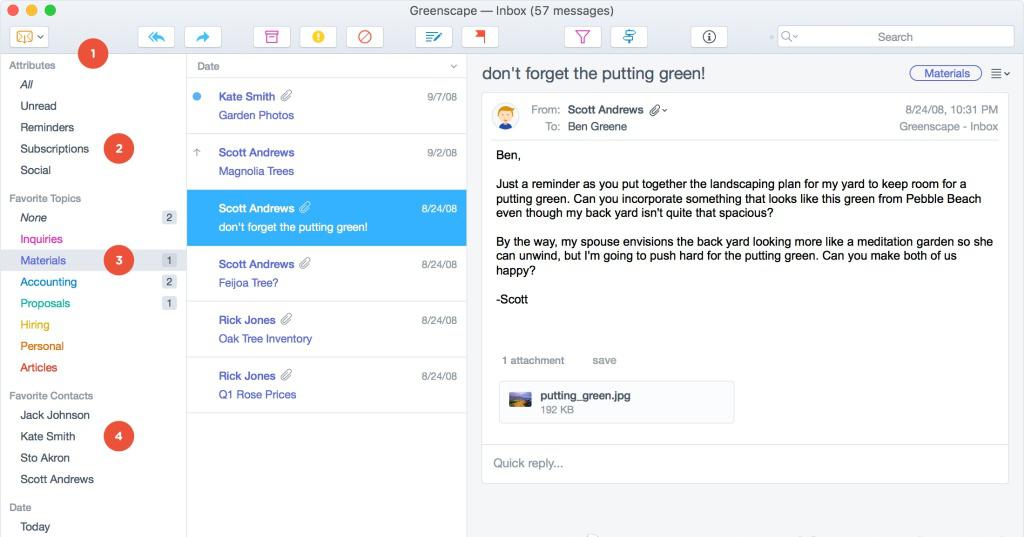 Greenscape — Inbox (57 messages)
Search
1
Attributes
All
Unread
Reminders
Subscriptions
2
Social
Favorite Topics
None 2
Inquiries
Materials 3 1
Accounting 2
Proposals 1
Hiring
Personal
Articles
Favorite Contacts
Jack Johnson
Kate Smith 4
Sto Akron
Scott Andrews
Date
Today
Date
Kate Smith 9/7/08
Garden Photos
Scott Andrews 9/2/08
Magnolia Trees
Scott Andrews 8/24/08
don't forget the putting green!
Scott Andrews 8/24/08
Feijoa Tree?
Rick Jones 8/24/08
Oak Tree Inventory
Rick Jones 8/24/08
Q1 Rose Prices
don't forget the putting green! Materials
From: Scott Andrews 8/24/08, 10:31 PM
To: Ben Greene Greenscape - Inbox
Ben,
Just a reminder as you put together the landscaping plan for my yard to keep room for a
putting green. Can you incorporate something that looks like this green from Pebble Beach
even though my back yard isn't quite that spacious?
By the way, my spouse envisions the back yard looking more like a meditation garden so she
can unwind, but I'm going to push hard for the putting green. Can you make both of us
happy?
-Scott
1 attachment save
putting_green.jpg
192 KB
Quick reply...